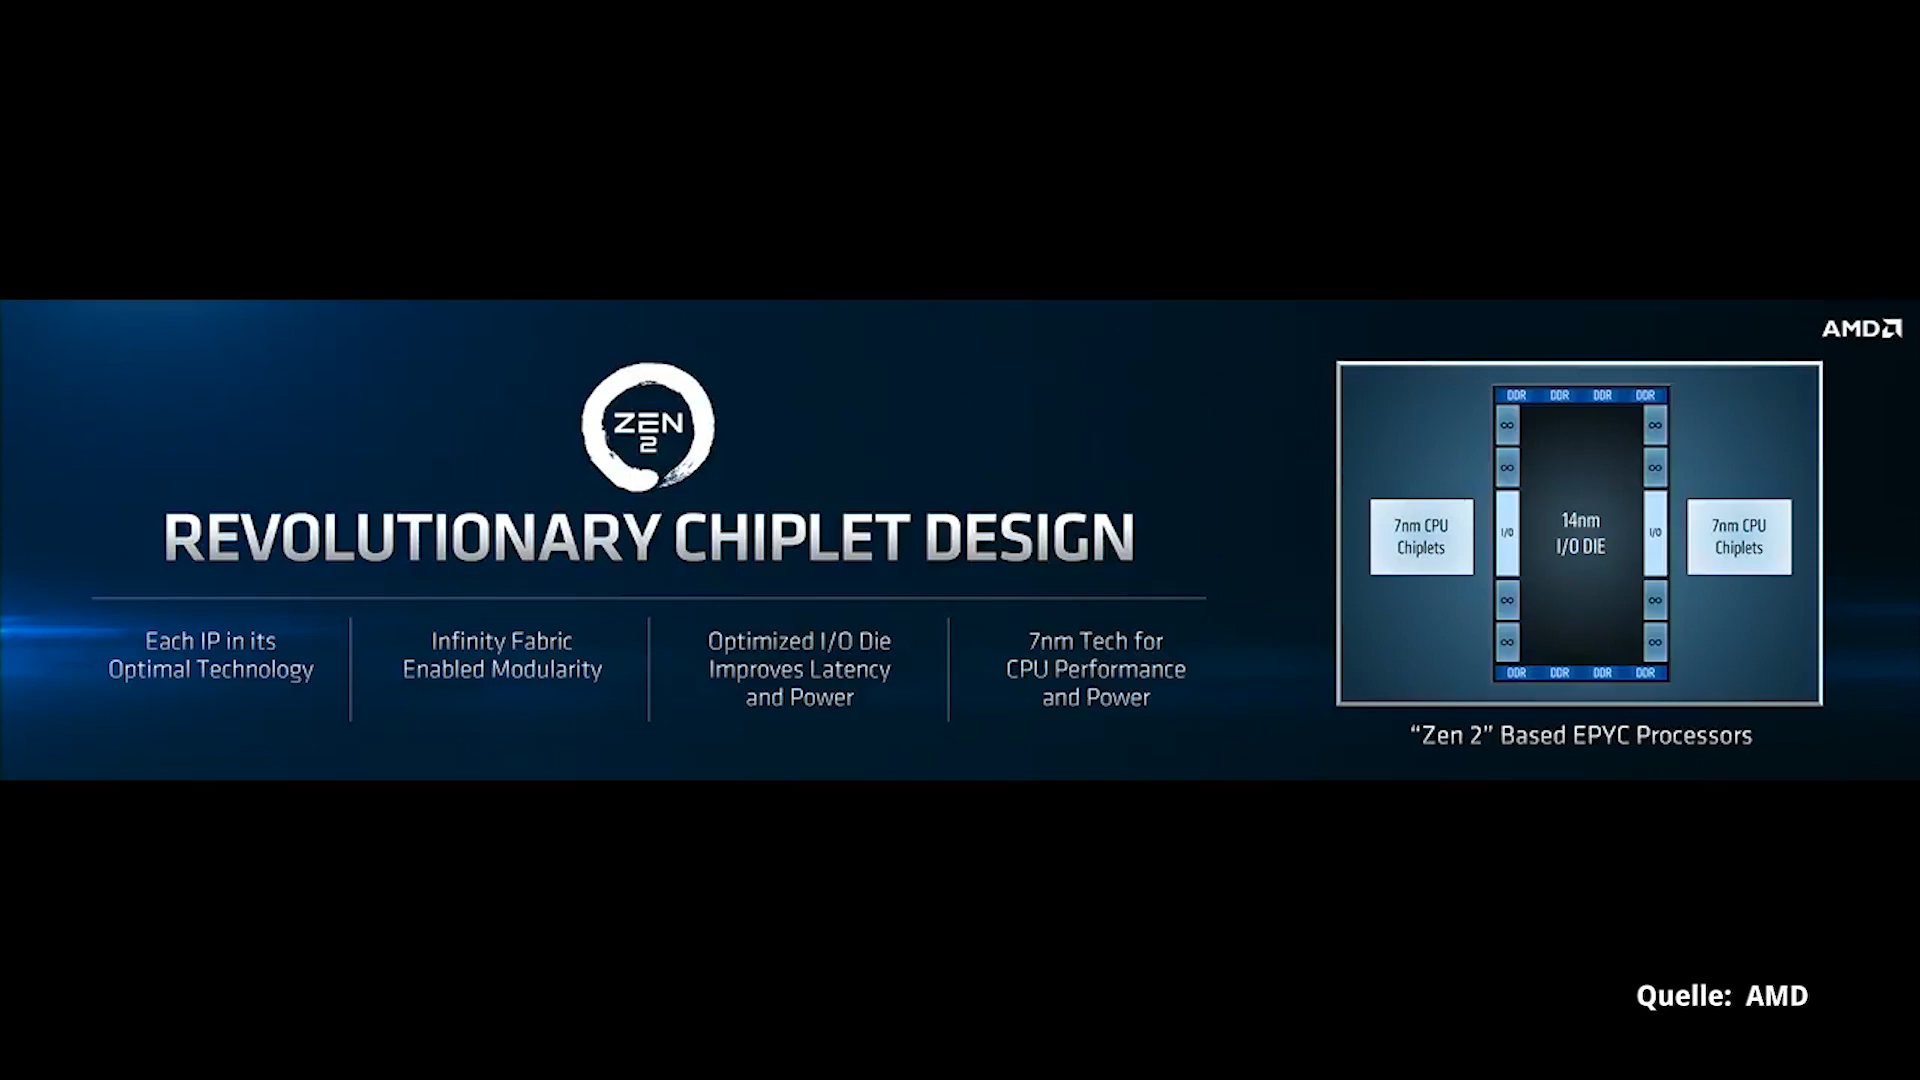 AMD
ZEN
2
REVOLUTIONARY CHIPLET DESIGN
Each IP in its
Optimal Technology
Infinity Fabric
Enabled Modularity
Optimized I/O Die
Improves Latency
and Power
7nm Tech for
CPU Performance
and Power
DDR DDR DDR DDR
∞ ∞
∞ ∞
7nm CPU
Chiplets
I/O
14nm
I/O DIE
I/O
7nm CPU
Chiplets
∞ ∞
∞ ∞
DDR DDR DDR DDR
“Zen 2” Based EPYC Processors
Quelle: AMD